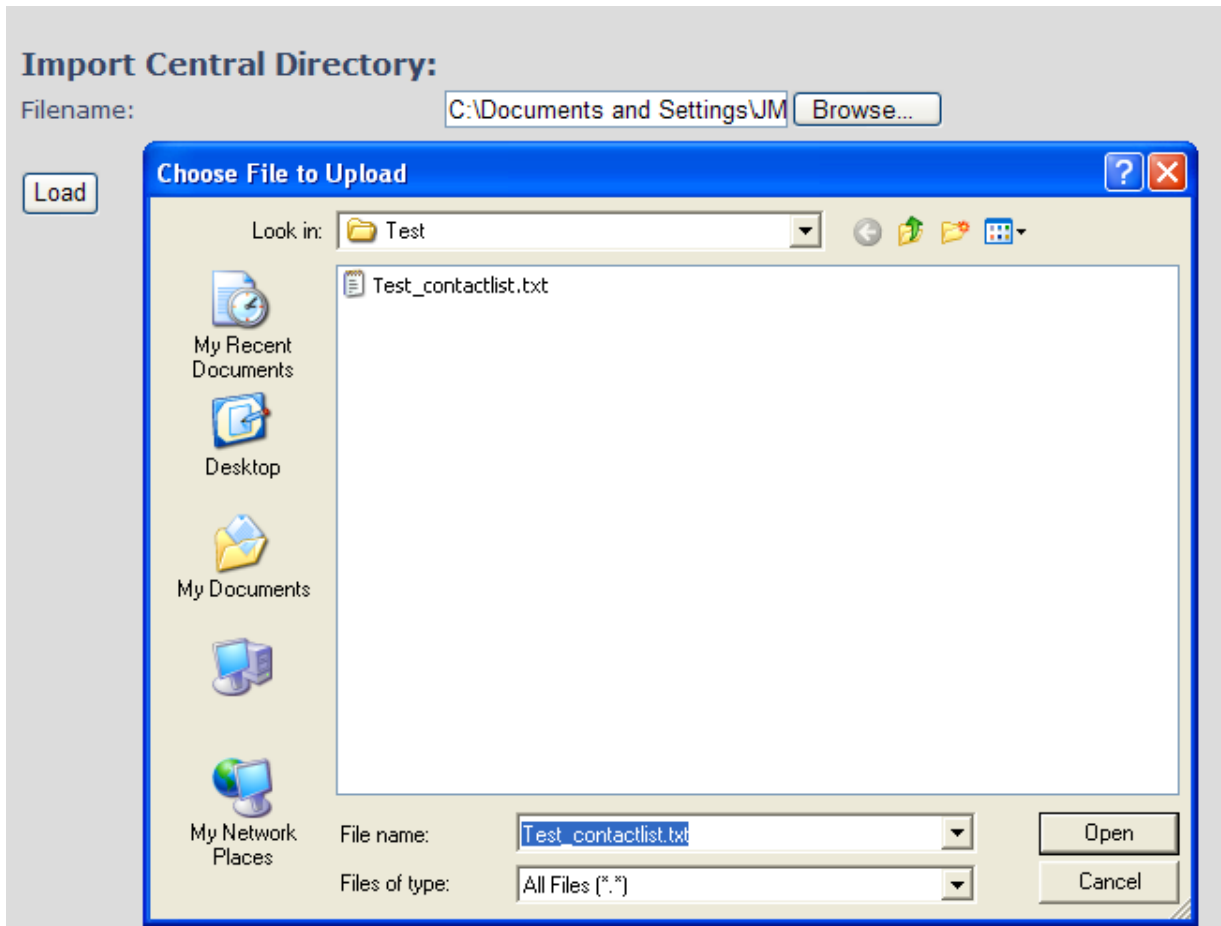 Import Central Directory:
Filename: C:\Documents and Settings\JM Browse...
Load
Choose File to Upload
Look in: Test
Test_contactlist.txt
My Recent
Documents
Desktop
My Documents
My Network
Places
File name: Test_contactlist.txt Open
Files of type: All Files (*.*) Cancel